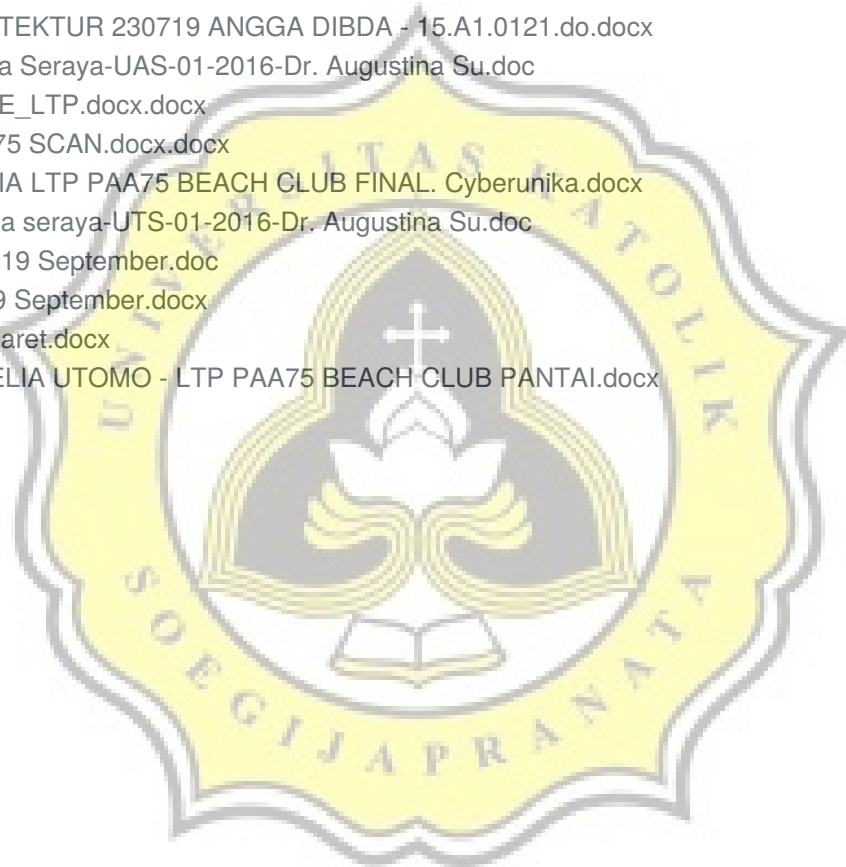 TEKTUR 230719 ANGGA DIBDA - 15.A1.0121.do.docx
a Seraya-UAS-01-2016-Dr. Augustina Su.doc
E_LTP.docx.docx
75 SCAN.docx.docx
IA LTP PAA75 BEACH CLUB FINAL. Cyberunika.docx
a seraya-UTS-01-2016-Dr. Augustina Su.doc
19 September.doc
9 September.docx
aret.docx
ELIA UTOMO - LTP PAA75 BEACH CLUB PANTAI.docx
UNIVERSITAS KATOLIK
SOEGIJAPRANATA